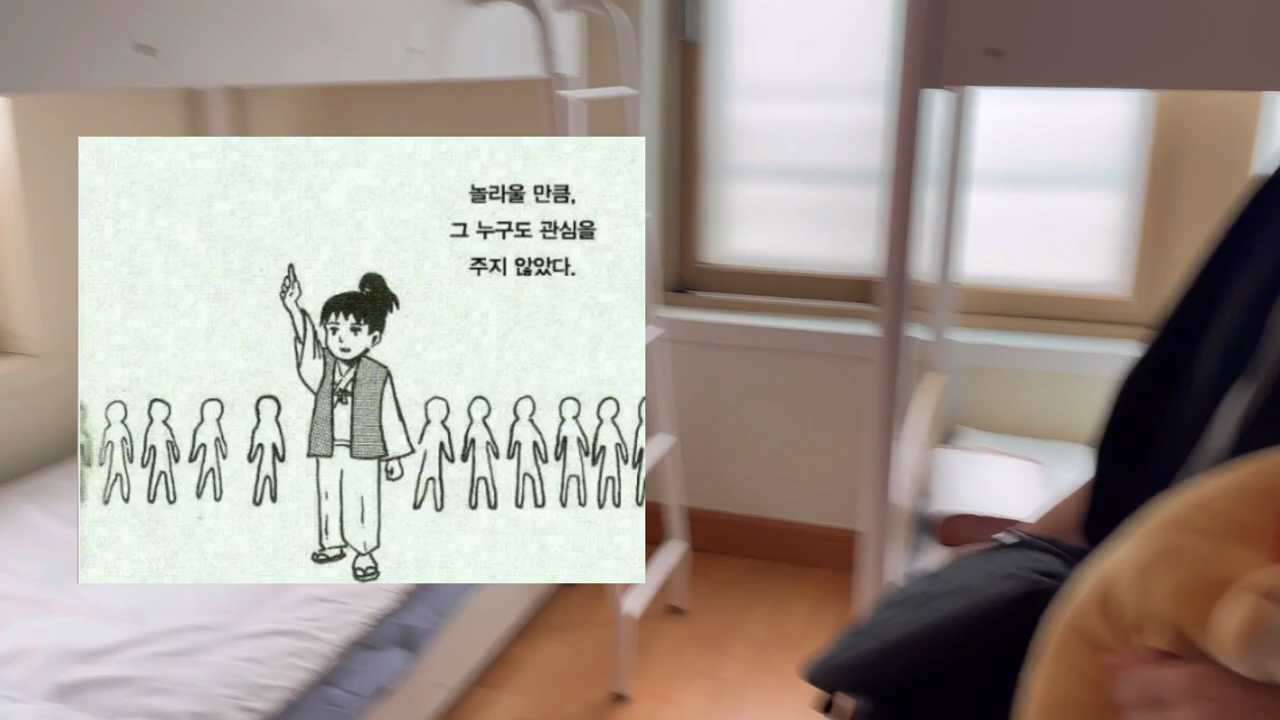 놀라울 만큼,
그 누구도 관심을
주지 않았다.